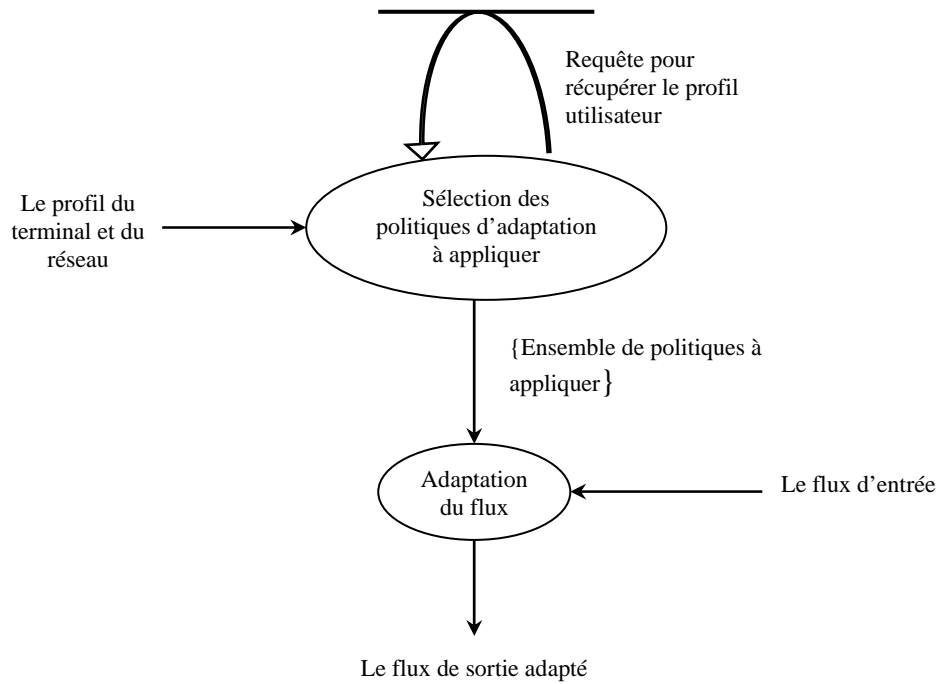 Requête pour
récupérer le profil
utilisateur
Sélection des
politiques d’adaptation
à appliquer
Le profil du
terminal et du
réseau
{Ensemble de politiques à
appliquer}
Adaptation
du flux
Le flux d’entrée
Le flux de sortie adapté